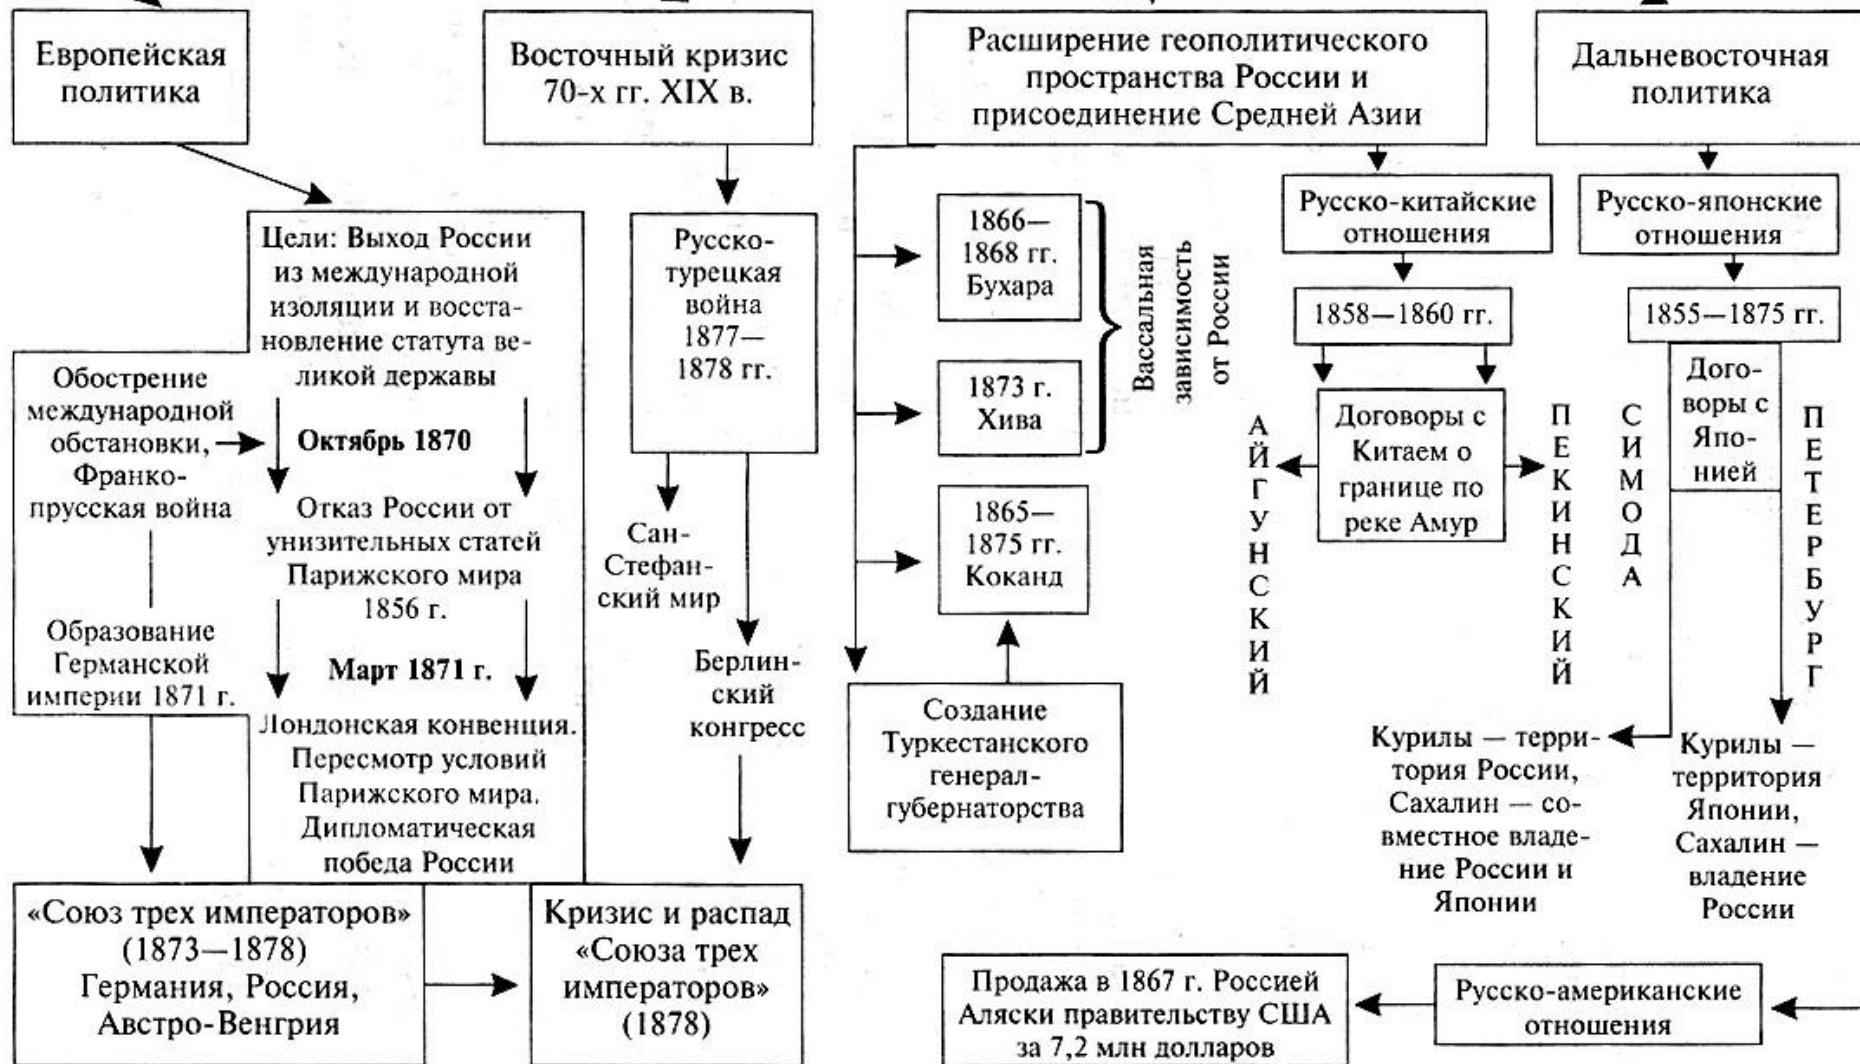 Европейская
политика
Восточный кризис
70-х гг. XIX в.
Расширение геополитического
пространства России и
присоединение Средней Азии
Дальневосточная
политика
Цели: Выход России
из международной
изоляции и восста-
новление статута ве-
ликой державы
Обострение
международной
обстановки,
Франко-
прусская война
Октябрь 1870
Отказ России от
унизительных статей
Парижского мира
1856 г.
Образование
Германской
империи 1871 г.
Март 1871 г.
Лондонская конвенция.
Пересмотр условий
Парижского мира.
Дипломатическая
победа России
«Союз трех императоров»
(1873—1878)
Германия, Россия,
Австро-Венгрия
Русско-
турецкая
война
1877—
1878 гг.
Сан-
Стефан-
ский мир
Берлин-
ский
конгресс
Кризис и распад
«Союза трех
императоров»
(1878)
1866—
1868 гг.
Бухара
1873 г.
Хива
Вассальная
зависимость
от России
1865—
1875 гг.
Коканд
Создание
Туркестанского
генерал-
губернаторства
Русско-китайские
отношения
1858—1860 гг.
Договоры с
Китаем о
границе по
реке Амур
АЙГУНСКИЙ
ПЕКИНСКИЙ
Русско-японские
отношения
1855—1875 гг.
Дого-
воры с
Япо-
нией
СИМОДА
ПЕТЕРБУРГ
Курилы — терри-
тория России,
Сахалин — со-
вместное владе-
ние России и
Японии
Курилы —
территория
Японии,
Сахалин —
владение
России
Продажа в 1867 г. Россией
Аляски правительству США
за 7,2 млн долларов
Русско-американские
отношения